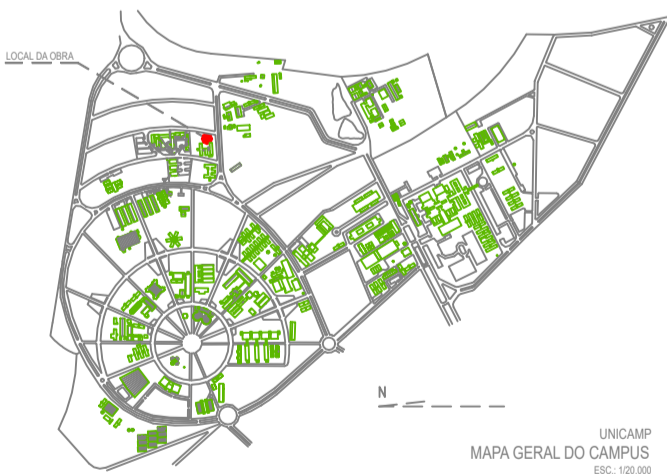 LOCAL DA OBRA
N
UNICAMP
MAPA GERAL DO CAMPUS
ESC.: 1/20.000